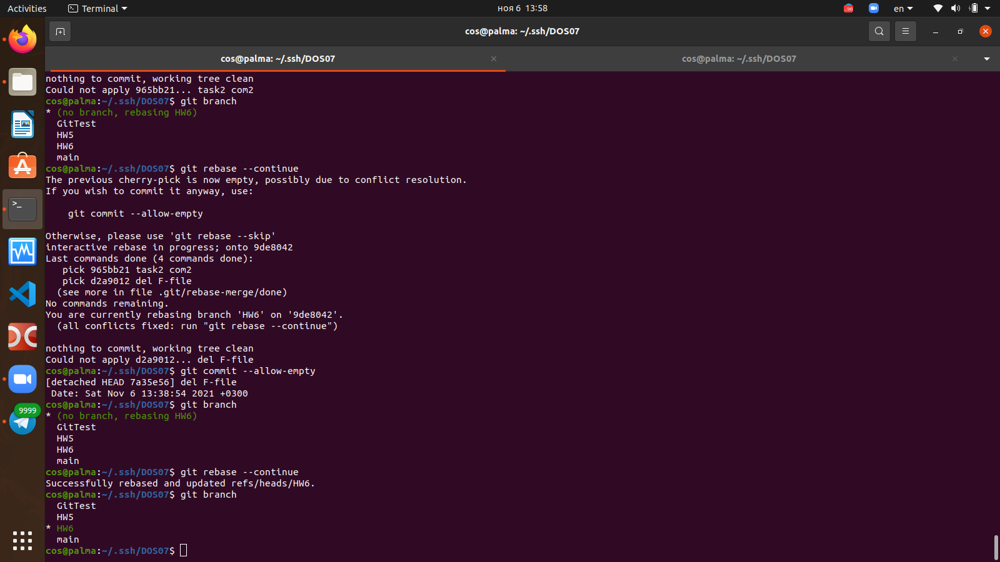 Activities
Terminal
ноя 6 13:58
en
cos@palma: ~/.ssh/DOS07
cos@palma: ~/.ssh/DOS07
cos@palma: ~/.ssh/DOS07
nothing to commit, working tree clean
Could not apply 965bb21... task2 com2
cos@palma:~/.ssh/DOS07$ git branch
* (no branch, rebasing HW6)
  GitTest
  HW5
  HW6
  main
cos@palma:~/.ssh/DOS07$ git rebase --continue
The previous cherry-pick is now empty, possibly due to conflict resolution.
If you wish to commit it anyway, use:
    git commit --allow-empty
Otherwise, please use 'git rebase --skip'
interactive rebase in progress; onto 9de8042
Last commands done (4 commands done):
   pick 965bb21 task2 com2
   pick d2a9012 del F-file
  (see more in file .git/rebase-merge/done)
No commands remaining.
You are currently rebasing branch 'HW6' on '9de8042'.
  (all conflicts fixed: run "git rebase --continue")
nothing to commit, working tree clean
Could not apply d2a9012... del F-file
cos@palma:~/.ssh/DOS07$ git commit --allow-empty
[detached HEAD 7a35e56] del F-file
 Date: Sat Nov 6 13:38:54 2021 +0300
cos@palma:~/.ssh/DOS07$ git branch
* (no branch, rebasing HW6)
  GitTest
  HW5
  HW6
  main
cos@palma:~/.ssh/DOS07$ git rebase --continue
Successfully rebased and updated refs/heads/HW6.
cos@palma:~/.ssh/DOS07$ git branch
  GitTest
  HW5
* HW6
  main
cos@palma:~/.ssh/DOS07$
9999